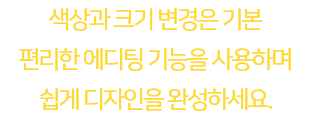 색상과 크기 변경은 기본
편리한 에디팅 기능을 사용하며
쉽게 디자인을 완성하세요.